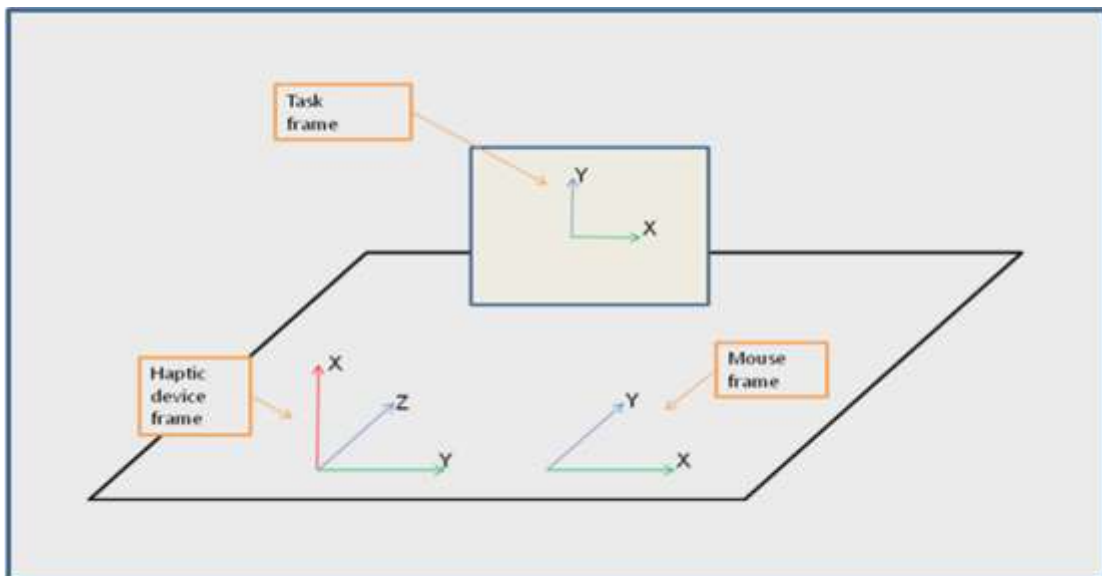 Task
frame
Y
X
Haptic
device
frame
X
Z
Y
Mouse
frame
Y
X